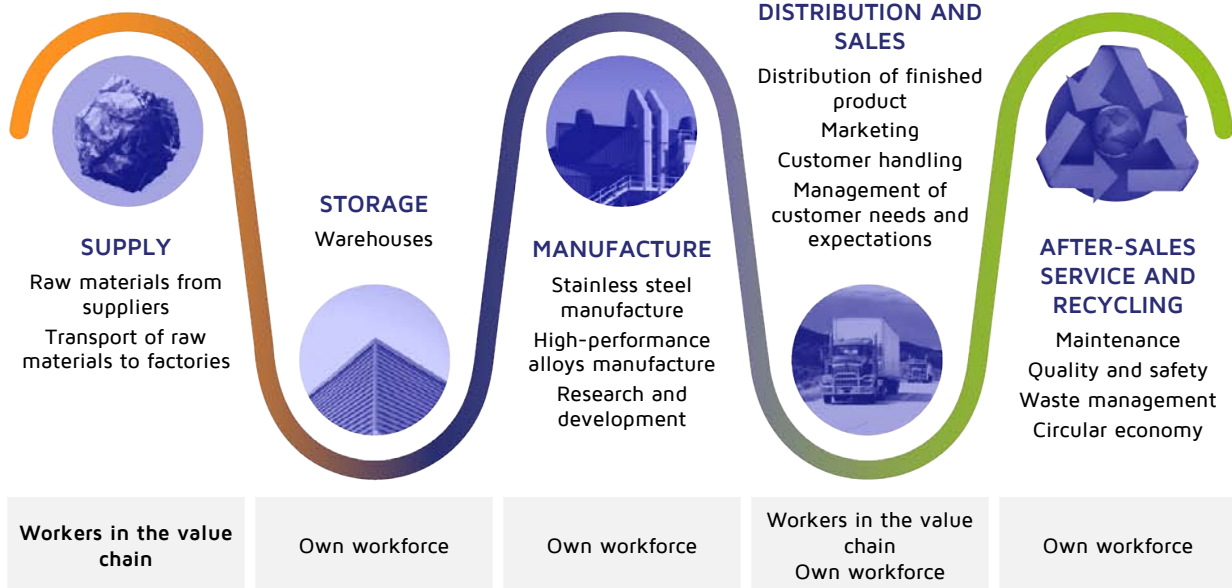 SUPPLY
Raw materials from
suppliers
Transport of raw
materials to factories
STORAGE
Warehouses
MANUFACTURE
Stainless steel
manufacture
High-performance
alloys manufacture
Research and
development
DISTRIBUTION AND
SALES
Distribution of finished
product
Marketing
Customer handling
Management of
customer needs and
expectations
AFTER-SALES
SERVICE AND
RECYCLING
Maintenance
Quality and safety
Waste management
Circular economy
Workers in the value
chain
Own workforce
Own workforce
Workers in the value
chain
Own workforce
Own workforce